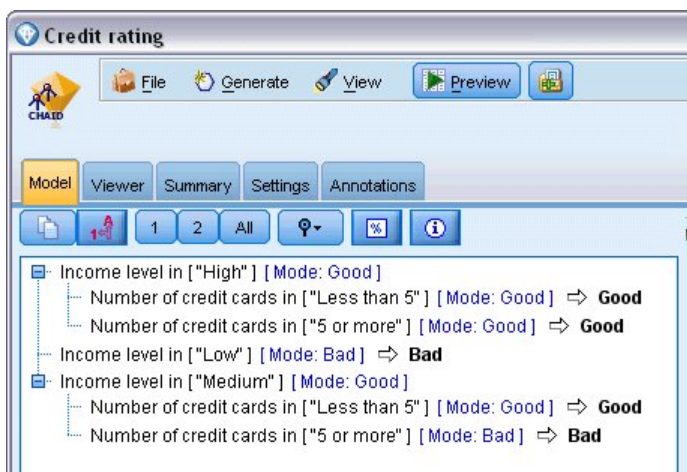 Credit rating
CHAID
File Generate View Preview
Model Viewer Summary Settings Annotations
1 2 All %
Income level in ["High"] [Mode: Good]
Number of credit cards in ["Less than 5"] [Mode: Good] ⇨ Good
Number of credit cards in ["5 or more"] [Mode: Good] ⇨ Good
Income level in ["Low"] [Mode: Bad] ⇨ Bad
Income level in ["Medium"] [Mode: Good]
Number of credit cards in ["Less than 5"] [Mode: Good] ⇨ Good
Number of credit cards in ["5 or more"] [Mode: Bad] ⇨ Bad